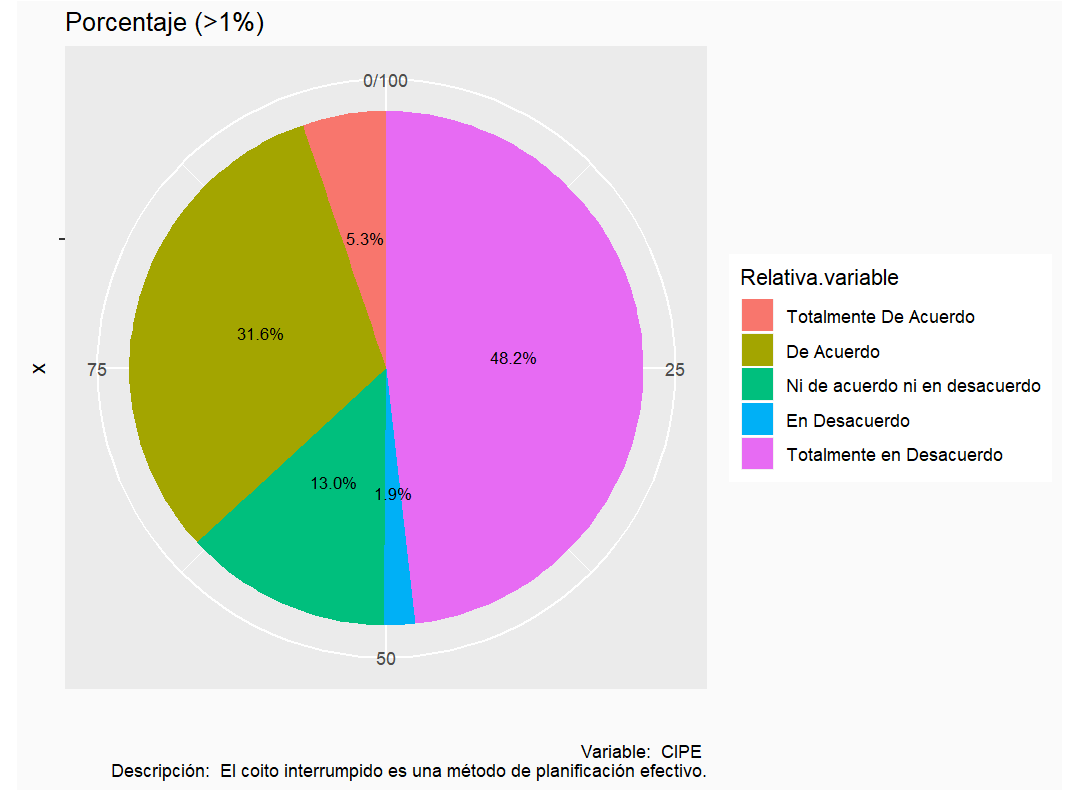 Porcentaje (>1%)
0/100
5.3%
31.6%
48.2%
75
25
x
13.0%
1.9%
50
Relativa.variable
Totalmente De Acuerdo
De Acuerdo
Ni de acuerdo ni en desacuerdo
En Desacuerdo
Totalmente en Desacuerdo
Variable:  CIPE
Descripción:  El coito interrumpido es una método de planificación efectivo.